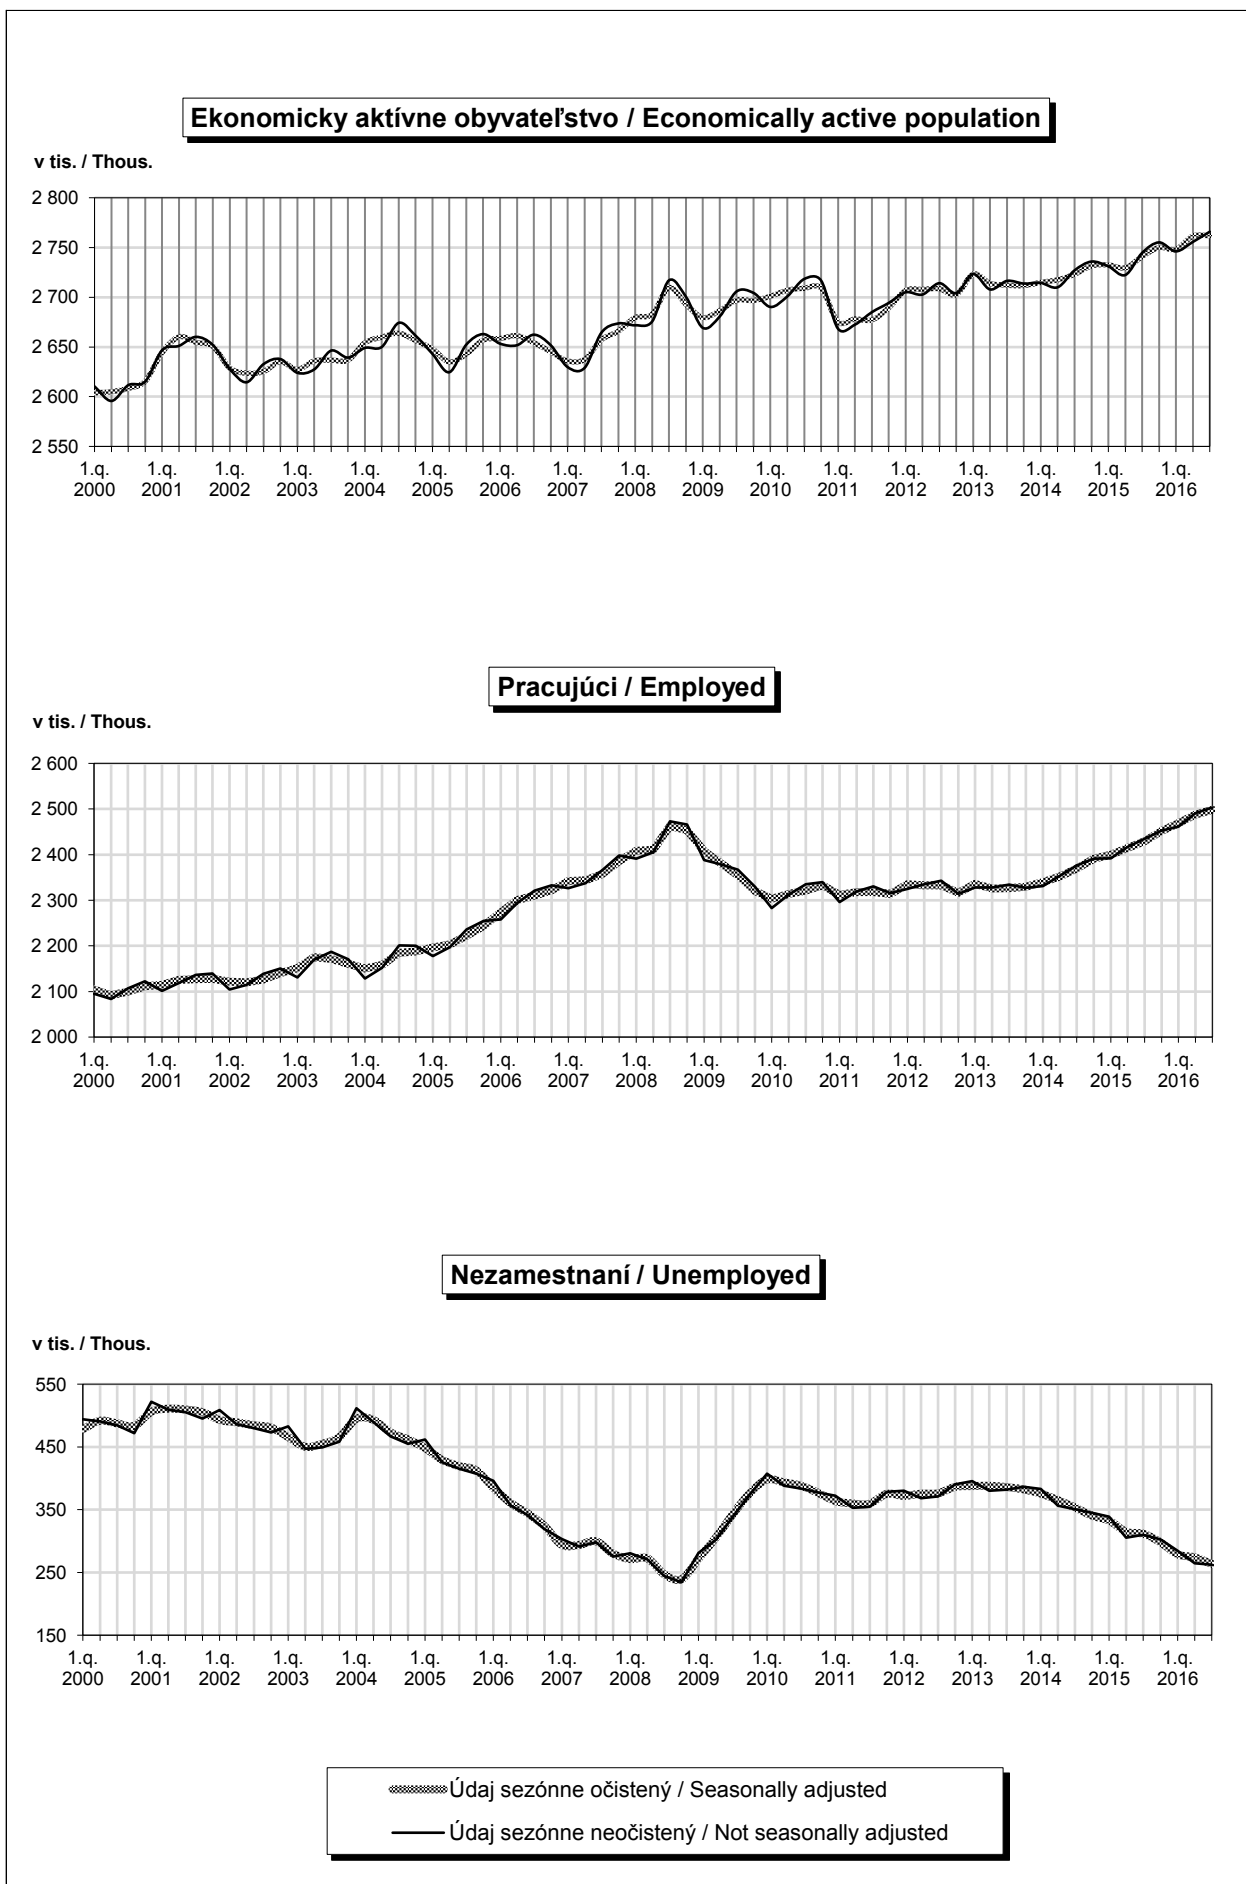 Ekonomicky aktívne obyvateľstvo / Economically active population
v tis. / Thous.
2 800
2 750
2 700
2 650
2 600
2 550
1.q. 1.q. 1.q. 1.q. 1.q. 1.q. 1.q. 1.q. 1.q. 1.q. 1.q. 1.q. 1.q. 1.q. 1.q. 1.q. 1.q.
2000 2001 2002 2003 2004 2005 2006 2007 2008 2009 2010 2011 2012 2013 2014 2015 2016
Pracujúci / Employed
v tis. / Thous.
2 600
2 500
2 400
2 300
2 200
2 100
2 000
1.q. 1.q. 1.q. 1.q. 1.q. 1.q. 1.q. 1.q. 1.q. 1.q. 1.q. 1.q. 1.q. 1.q. 1.q. 1.q. 1.q.
2000 2001 2002 2003 2004 2005 2006 2007 2008 2009 2010 2011 2012 2013 2014 2015 2016
Nezamestnaní / Unemployed
v tis. / Thous.
550
450
350
250
150
1.q. 1.q. 1.q. 1.q. 1.q. 1.q. 1.q. 1.q. 1.q. 1.q. 1.q. 1.q. 1.q. 1.q. 1.q. 1.q. 1.q.
2000 2001 2002 2003 2004 2005 2006 2007 2008 2009 2010 2011 2012 2013 2014 2015 2016
Údaj sezónne očistený / Seasonally adjusted
Údaj sezónne neočistený / Not seasonally adjusted